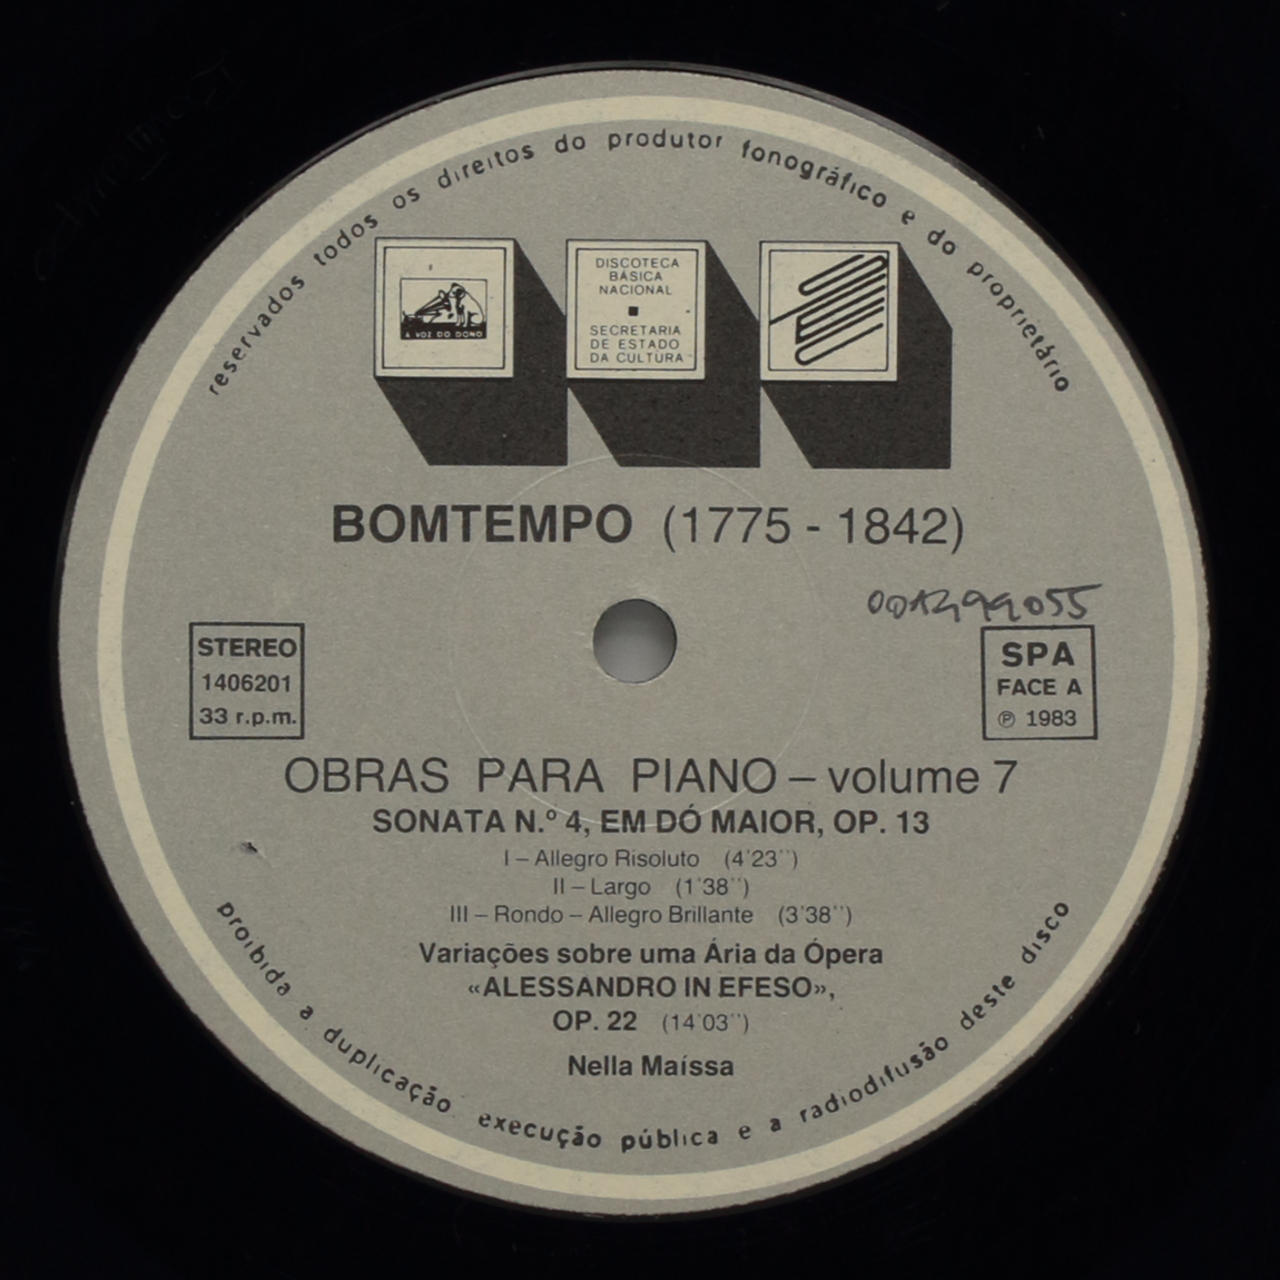 reservados todos os direitos do produtor fonográfico e do proprietário
A VOZ DO DONO
DISCOTECA
BÁSICA
NACIONAL
SECRETARIA
DE ESTADO
DA CULTURA
BOMTEMPO (1775 - 1842)
STEREO
1406201
33 r.p.m.
SPA
FACE A
℗ 1983
OBRAS PARA PIANO – volume 7
SONATA N.º 4, EM DÓ MAIOR, OP. 13
I – Allegro Risoluto (4'23'')
II – Largo (1'38'')
III – Rondo – Allegro Brillante (3'38'')
Variações sobre uma Ária da Ópera
«ALESSANDRO IN EFESO»,
OP. 22 (14'03'')
Nella Maíssa
proibida a duplicação execução pública e a radiodifusão deste disco